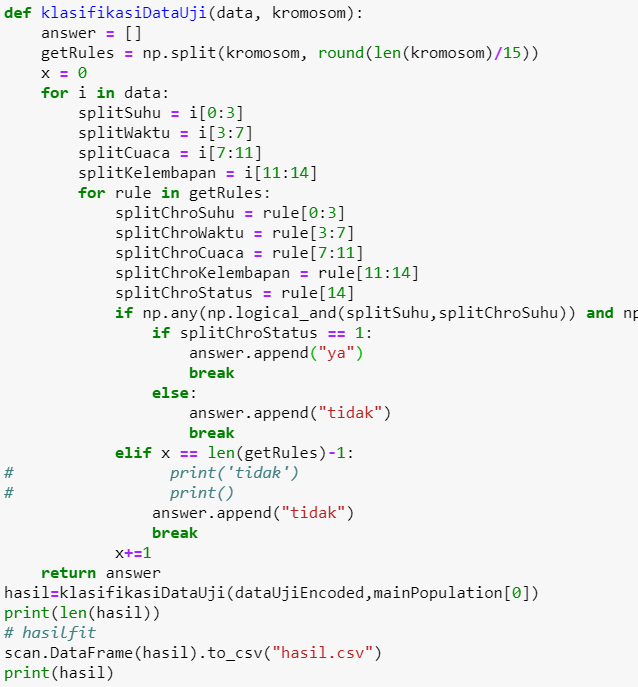 def klasifikasiDataUji(data, kromosom):
    answer = []
    getRules = np.split(kromosom, round(len(kromosom)/15))
    x = 0
    for i in data:
        splitSuhu = i[0:3]
        splitWaktu = i[3:7]
        splitCuaca = i[7:11]
        splitKelembapan = i[11:14]
        for rule in getRules:
            splitChroSuhu = rule[0:3]
            splitChroWaktu = rule[3:7]
            splitChroCuaca = rule[7:11]
            splitChroKelembapan = rule[11:14]
            splitChroStatus = rule[14]
            if np.any(np.logical_and(splitSuhu,splitChroSuhu)) and np
                if splitChroStatus == 1:
                    answer.append("ya")
                    break
                else:
                    answer.append("tidak")
                    break
            elif x == len(getRules)-1:
#                 print('tidak')
#                 print()
                answer.append("tidak")
                break
            x+=1
    return answer
hasil=klasifikasiDataUji(dataUjiEncoded,mainPopulation[0])
print(len(hasil))
# hasilfit
scan.DataFrame(hasil).to_csv("hasil.csv")
print(hasil)